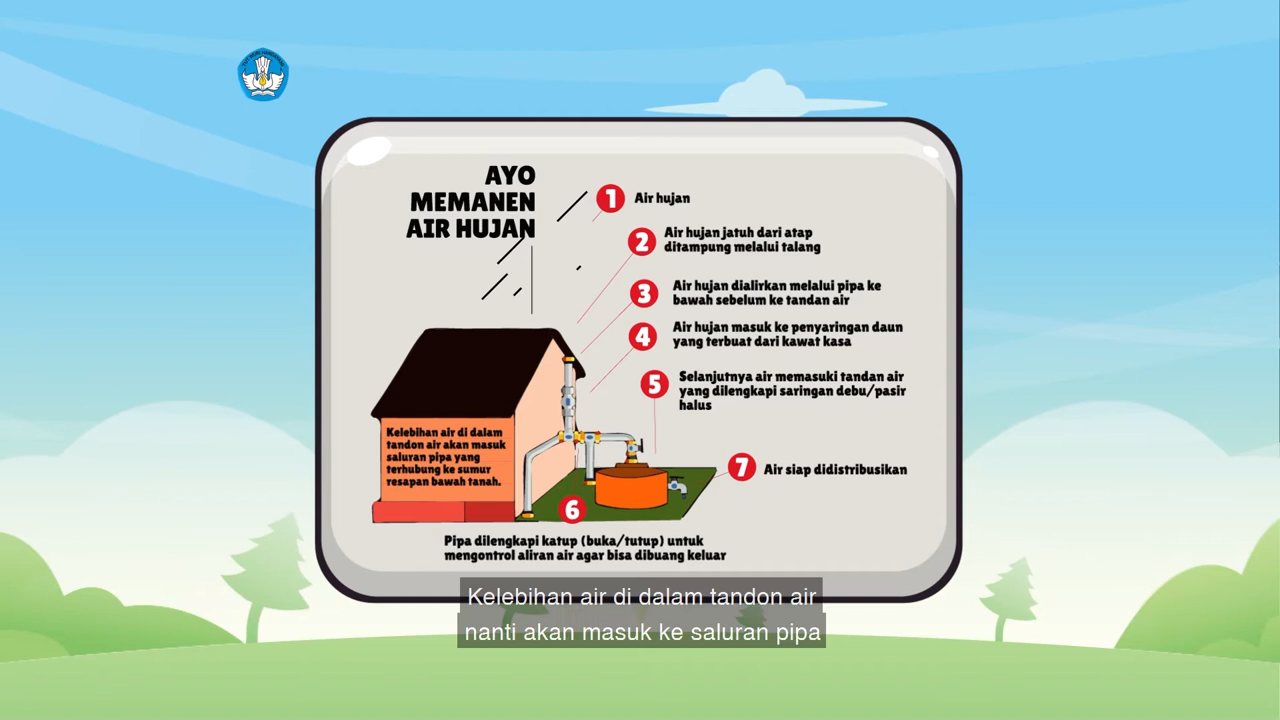 AYO
MEMANEN
AIR HUJAN
1 Air hujan
2 Air hujan jatuh dari atap
ditampung melalui talang
3 Air hujan dialirkan melalui pipa ke
bawah sebelum ke tandan air
4 Air hujan masuk ke penyaringan daun
yang terbuat dari kawat kasa
5 Selanjutnya air memasuki tandan air
yang dilengkapi saringan debu/pasir
halus
Kelebihan air di dalam
tandon air akan masuk
saluran pipa yang
terhubung ke sumur
resapan bawah tanah.
7 Air siap didistribusikan
6
Pipa dilengkapi katup (buka/tutup) untuk
mengontrol aliran air agar bisa dibuang keluar
Kelebihan air di dalam tandon air
nanti akan masuk ke saluran pipa